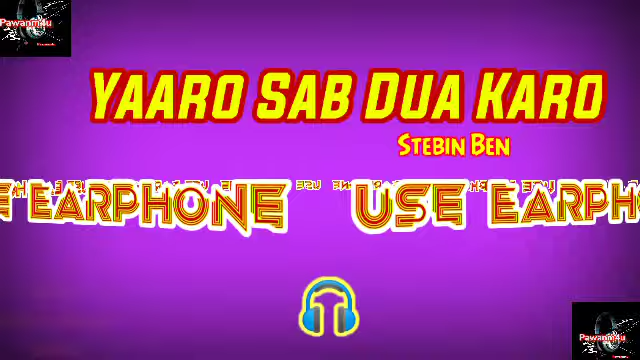 Pawanm4u
YAARO SAB DUA KARO
STEBIN BEN
EARPHONE USE EARPH
Pawanm4u